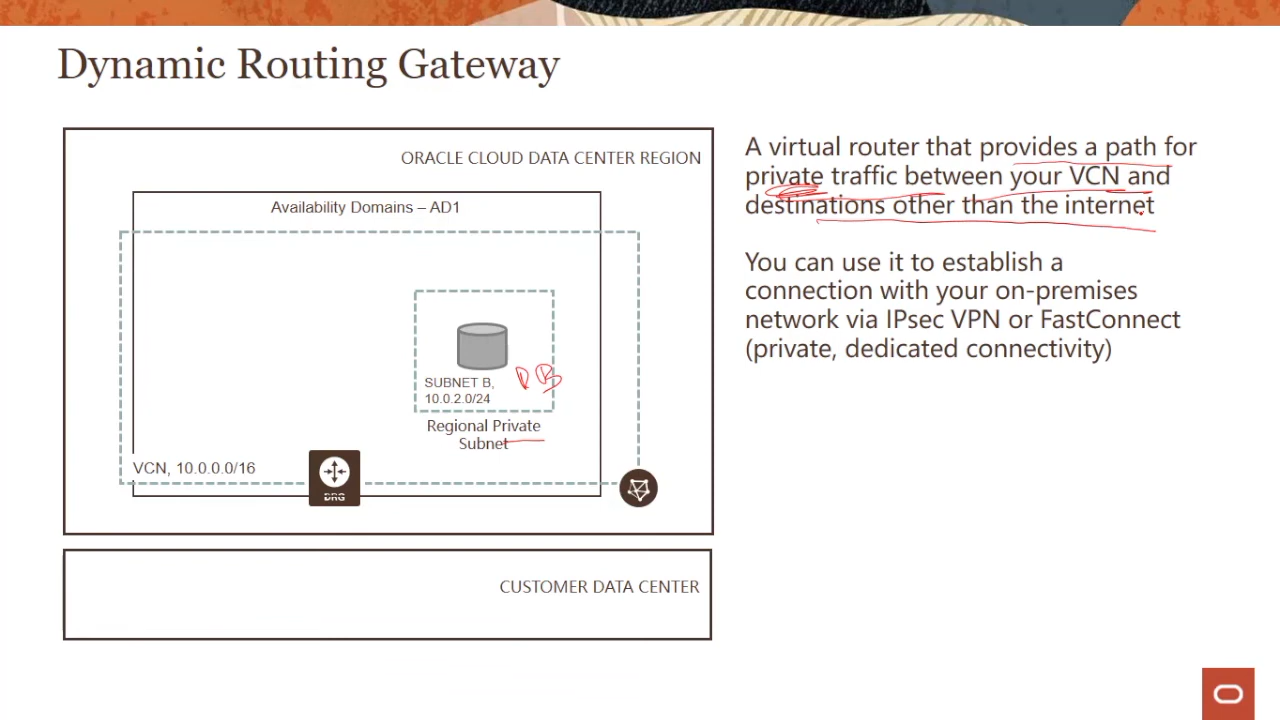 Dynamic Routing Gateway
ORACLE CLOUD DATA CENTER REGION
Availability Domains – AD1
SUBNET B,
10.0.2.0/24
DB
Regional Private
Subnet
VCN, 10.0.0.0/16
DRG
CUSTOMER DATA CENTER
A virtual router that provides a path for
private traffic between your VCN and
destinations other than the internet
You can use it to establish a
connection with your on-premises
network via IPsec VPN or FastConnect
(private, dedicated connectivity)